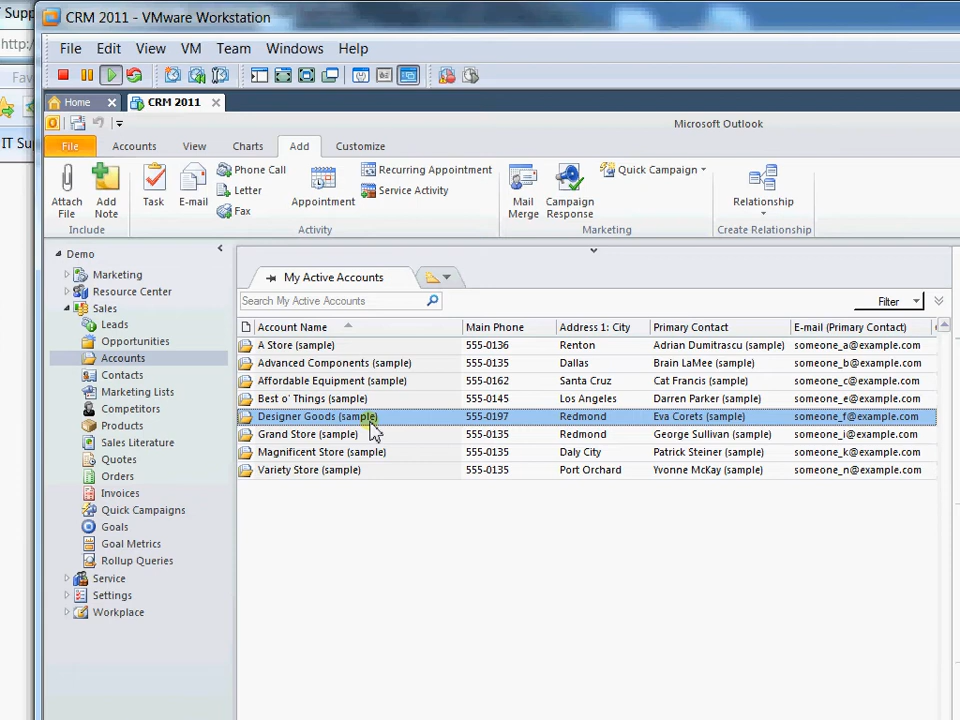 IT Suppo
CRM 2011 - VMware Workstation
http:/
File Edit View VM Team Windows Help
Fav
Home CRM 2011
IT Su
Microsoft Outlook
File Accounts View Charts Add Customize
Attach File
Add Note
Include
Task
E-mail
Phone Call
Letter
Fax
Appointment
Recurring Appointment
Service Activity
Activity
Mail Merge
Campaign Response
Quick Campaign
Marketing
Relationship
Create Relationship
Demo
Marketing
Resource Center
Sales
Leads
Opportunities
Accounts
Contacts
Marketing Lists
Competitors
Products
Sales Literature
Quotes
Orders
Invoices
Quick Campaigns
Goals
Goal Metrics
Rollup Queries
Service
Settings
Workplace
My Active Accounts
Search My Active Accounts
Filter
Account Name Main Phone Address 1: City Primary Contact E-mail (Primary Contact)
A Store (sample) 555-0136 Renton Adrian Dumitrascu (sample) someone_a@example.com
Advanced Components (sample) 555-0135 Dallas Brain LaMee (sample) someone_b@example.com
Affordable Equipment (sample) 555-0162 Santa Cruz Cat Francis (sample) someone_c@example.com
Best o' Things (sample) 555-0145 Los Angeles Darren Parker (sample) someone_e@example.com
Designer Goods (sample) 555-0197 Redmond Eva Corets (sample) someone_f@example.com
Grand Store (sample) 555-0135 Redmond George Sullivan (sample) someone_i@example.com
Magnificent Store (sample) 555-0135 Daly City Patrick Steiner (sample) someone_k@example.com
Variety Store (sample) 555-0135 Port Orchard Yvonne McKay (sample) someone_n@example.com